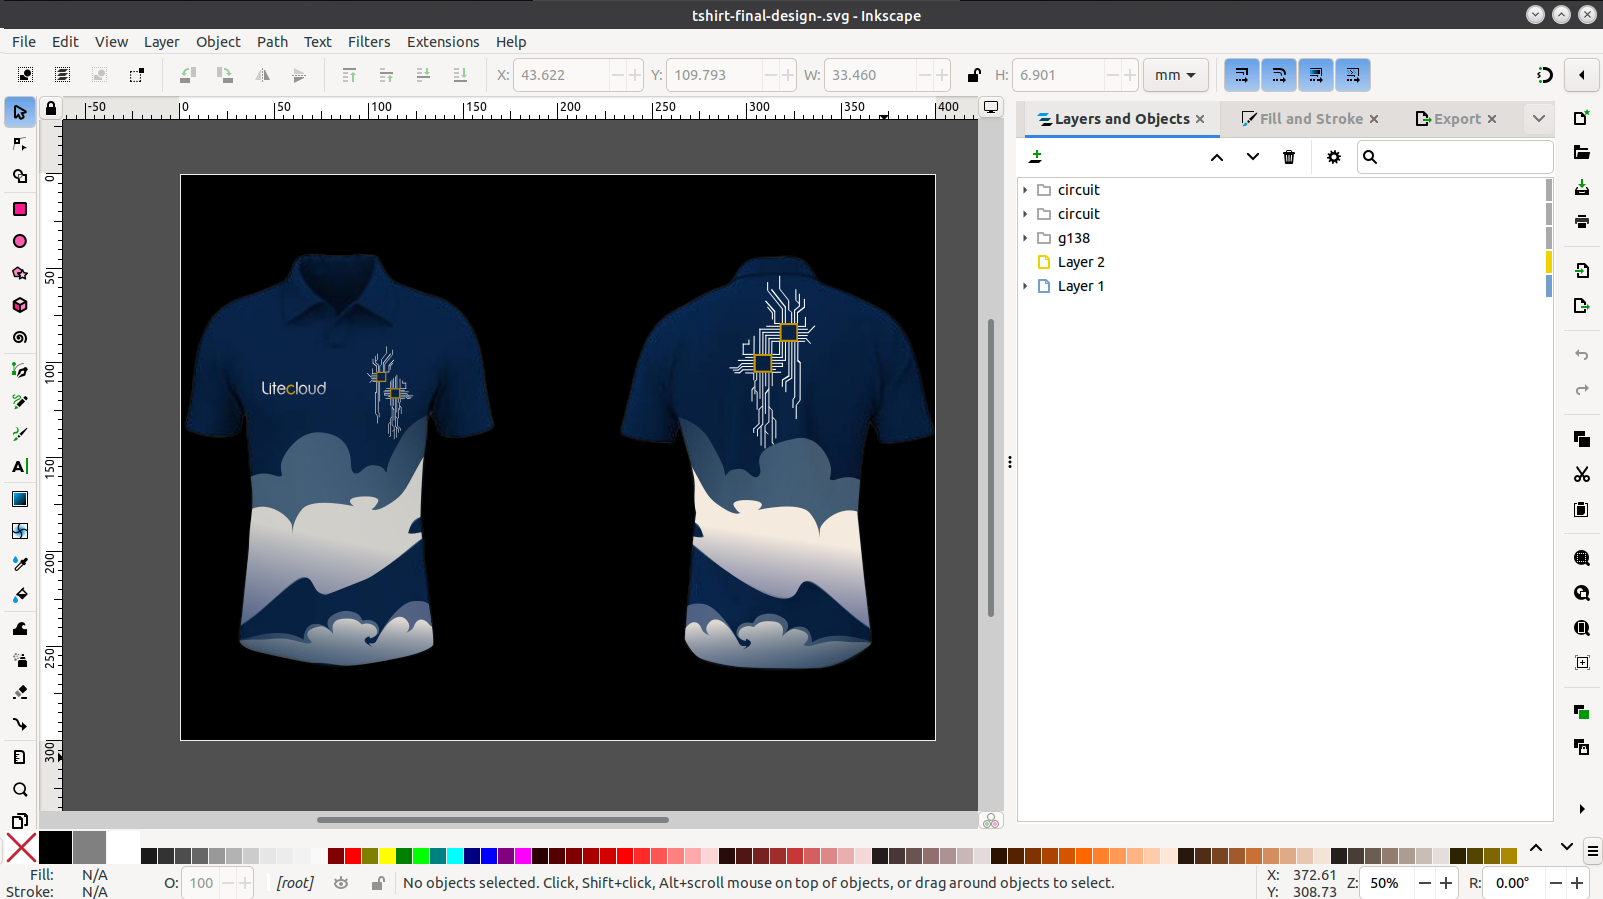 tshirt-final-design-.svg - Inkscape
File Edit View Layer Object Path Text Filters Extensions Help
X: 43.622 Y: 109.793 W: 33.460 H: 6.901 mm
-50 0 50 100 150 200 250 300 350 400
Layers and Objects Fill and Stroke Export
circuit
circuit
g138
Layer 2
Layer 1
0
50
100
150
200
250
300
Litecloud
A
Fill: N/A
Stroke: N/A
O: 100
[root]
No objects selected. Click, Shift+click, Alt+scroll mouse on top of objects, or drag around objects to select.
X: 372.61
Y: 308.73
Z: 50%
R: 0.00°